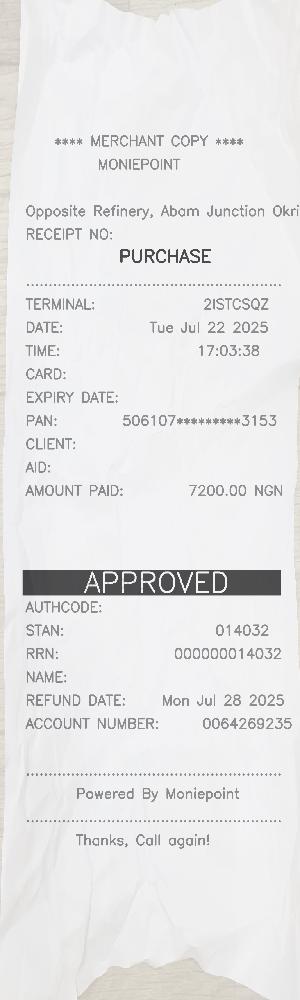 **** MERCHANT COPY ****
MONIEPOINT
Opposite Refinery, Abam Junction Okri
RECEIPT NO:
PURCHASE
TERMINAL: 2ISTCSQZ
DATE: Tue Jul 22 2025
TIME: 17:03:38
CARD:
EXPIRY DATE:
PAN: 506107*********3153
CLIENT:
AID:
AMOUNT PAID: 7200.00 NGN
APPROVED
AUTHCODE:
STAN: 014032
RRN: 000000014032
NAME:
REFUND DATE: Mon Jul 28 2025
ACCOUNT NUMBER: 0064269235
Powered By Moniepoint
Thanks, Call again!